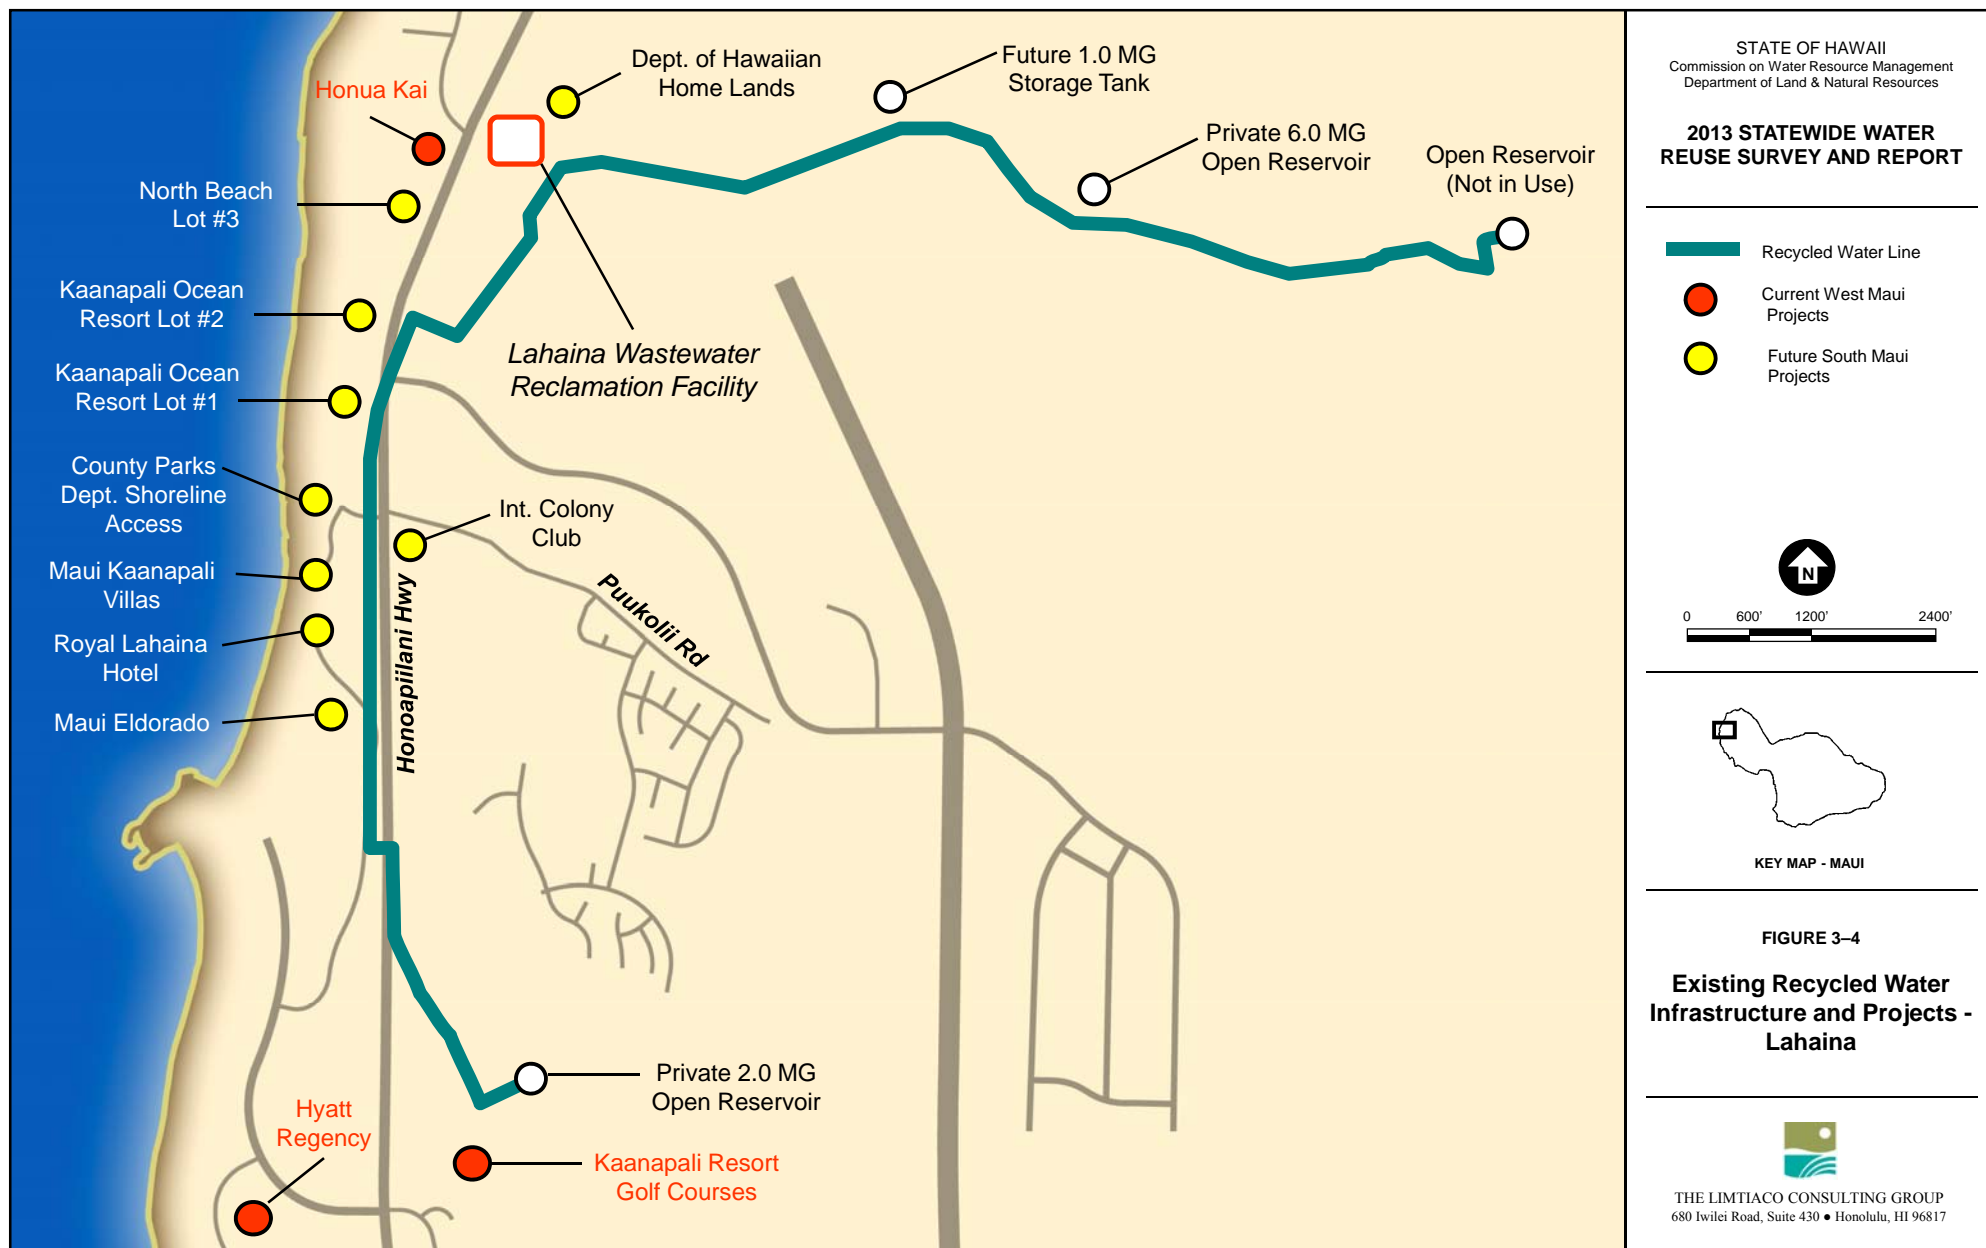 Honua Kai
Dept. of Hawaiian
Home Lands
Future 1.0 MG
Storage Tank
Private 6.0 MG
Open Reservoir
Open Reservoir
(Not in Use)
North Beach
Lot #3
Kaanapali Ocean
Resort Lot #2
Lahaina Wastewater
Reclamation Facility
Kaanapali Ocean
Resort Lot #1
County Parks
Dept. Shoreline
Access
Int. Colony
Club
Maui Kaanapali
Villas
Puukolii Rd
Honoapiilani Hwy
Royal Lahaina
Hotel
Maui Eldorado
Private 2.0 MG
Open Reservoir
Hyatt
Regency
Kaanapali Resort
Golf Courses
STATE OF HAWAII
Commission on Water Resource Management
Department of Land & Natural Resources
2013 STATEWIDE WATER
REUSE SURVEY AND REPORT
Recycled Water Line
Current West Maui
Projects
Future South Maui
Projects
N
0 600' 1200' 2400'
KEY MAP - MAUI
FIGURE 3–4
Existing Recycled Water
Infrastructure and Projects -
Lahaina
THE LIMTIACO CONSULTING GROUP
680 Iwilei Road, Suite 430 ● Honolulu, HI 96817